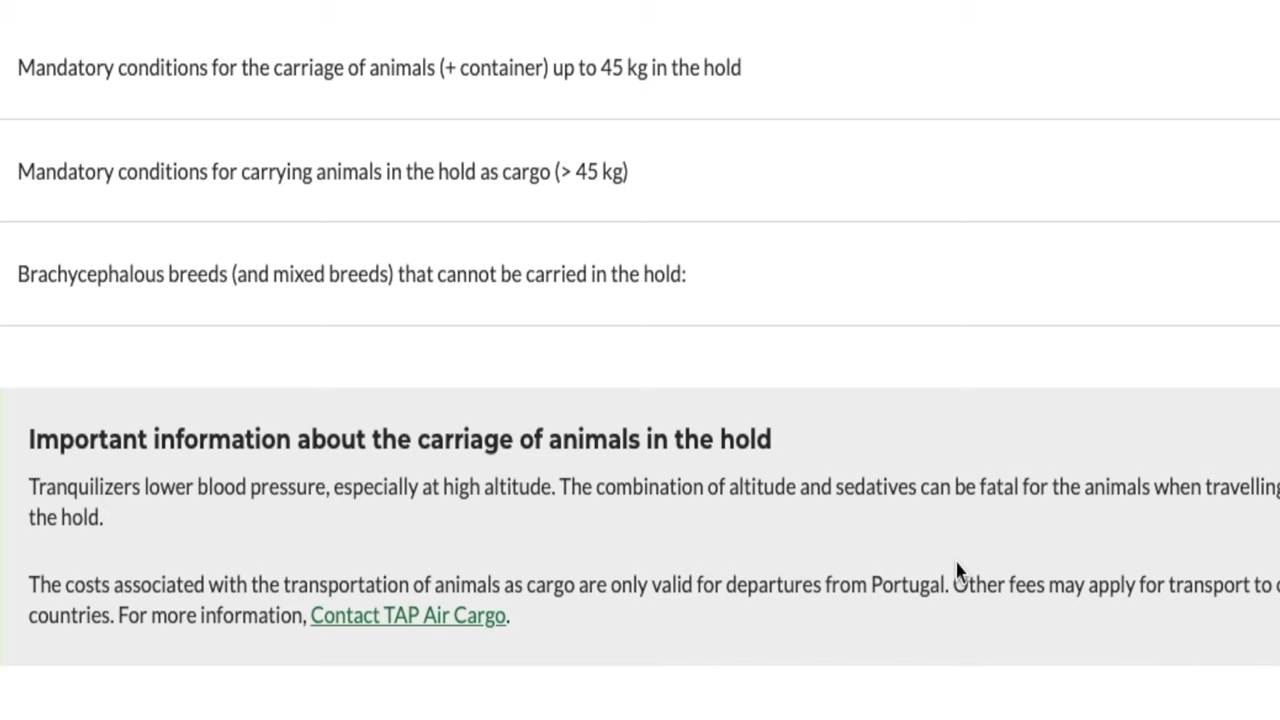 Mandatory conditions for the carriage of animals (+ container) up to 45 kg in the hold
Mandatory conditions for carrying animals in the hold as cargo (> 45 kg)
Brachycephalous breeds (and mixed breeds) that cannot be carried in the hold:
Important information about the carriage of animals in the hold
Tranquilizers lower blood pressure, especially at high altitude. The combination of altitude and sedatives can be fatal for the animals when travelling
the hold.
The costs associated with the transportation of animals as cargo are only valid for departures from Portugal. Other fees may apply for transport to
countries. For more information, Contact TAP Air Cargo.